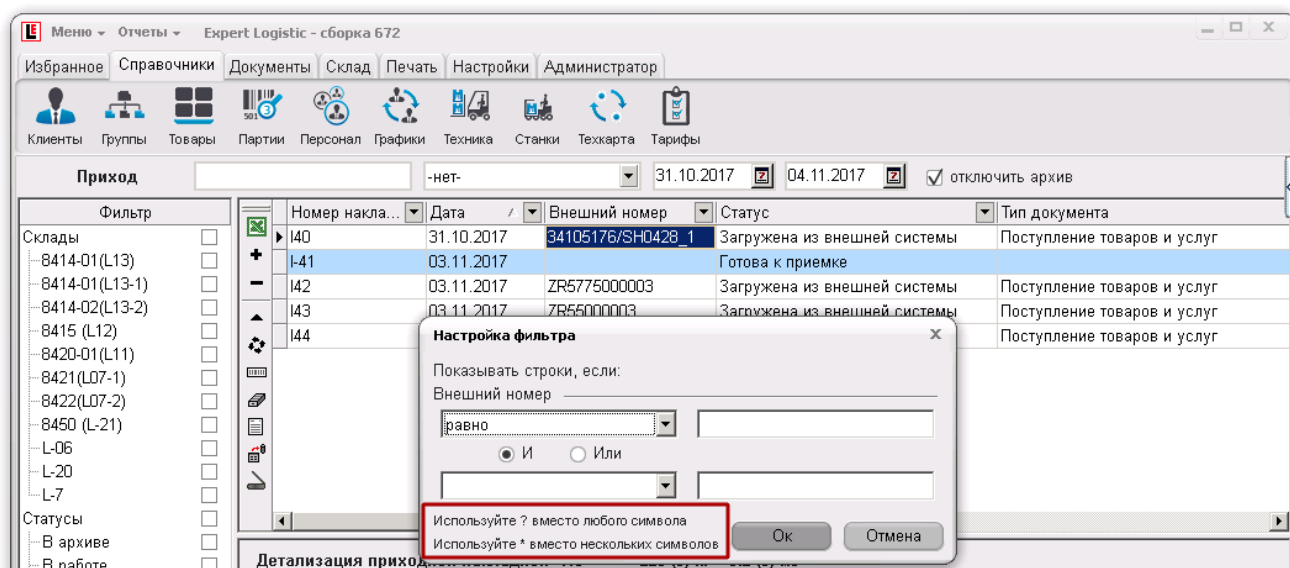 LE Меню Отчеты Expert Logistic - сборка 672
Избранное Справочники Документы Склад Печать Настройки Администратор
501 3
Клиенты Группы Товары Партии Персонал Графики Техника Станки Техкарта Тарифы
Приход -нет- 31.10.2017 04.11.2017 отключить архив
Фильтр Номер накла... Дата Внешний номер Статус Тип документа
Склады I40 31.10.2017 34105176/SH0428_1 Загружена из внешней системы Поступление товаров и услуг
8414-01(L13) I-41 03.11.2017 Готова к приемке
8414-01(L13-1) I42 03.11.2017 ZR5775000003 Загружена из внешней системы Поступление товаров и услуг
8414-02(L13-2) I43 03.11.2017 ZR55000003 Загружена из внешней системы Поступление товаров и услуг
8415 (L12) I44 Поступление товаров и услуг
8420-01(L11)
8421(L07-1)
8422(L07-2)
8450 (L-21)
L-06
L-20
L-7
Статусы
В архиве
В работе
Настройка фильтра
Показывать строки, если:
Внешний номер
равно
И Или
Используйте ? вместо любого символа
Используйте * вместо нескольких символов
Ок Отмена
Детализация